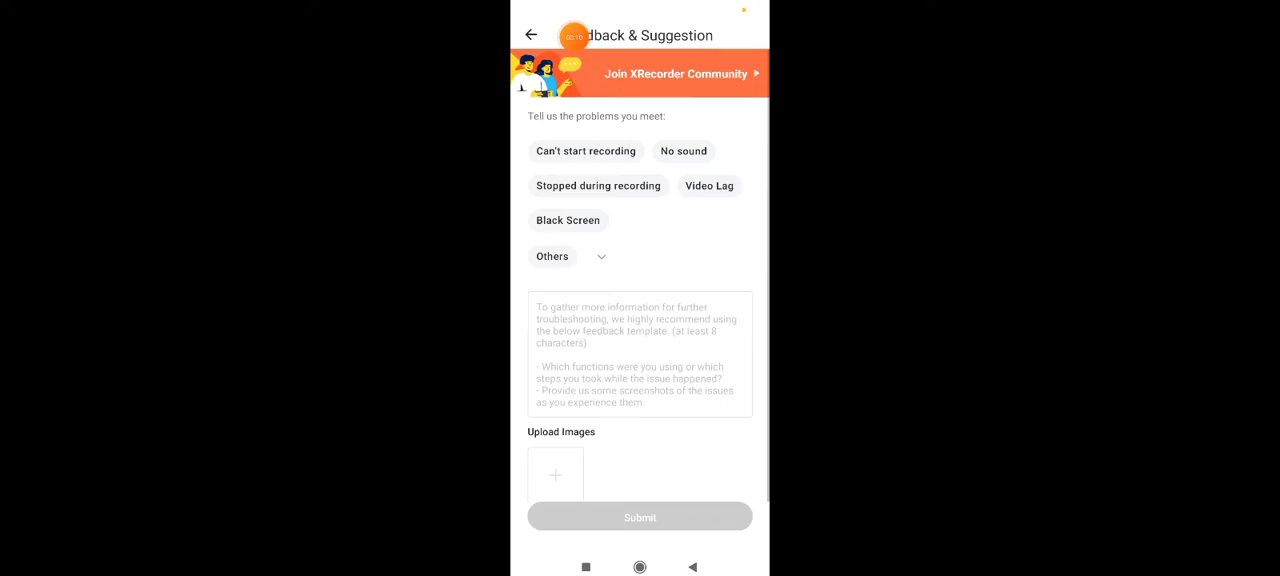 00:10
dback & Suggestion
Join XRecorder Community
Tell us the problems you meet:
Can't start recording
No sound
Stopped during recording
Video Lag
Black Screen
Others
To gather more information for further
troubleshooting, we highly recommend using
the below feedback template. (at least 8
characters)
- Which functions were you using or which
steps you took while the issue happened?
- Provide us some screenshots of the issues
as you experience them.
Upload Images
Submit